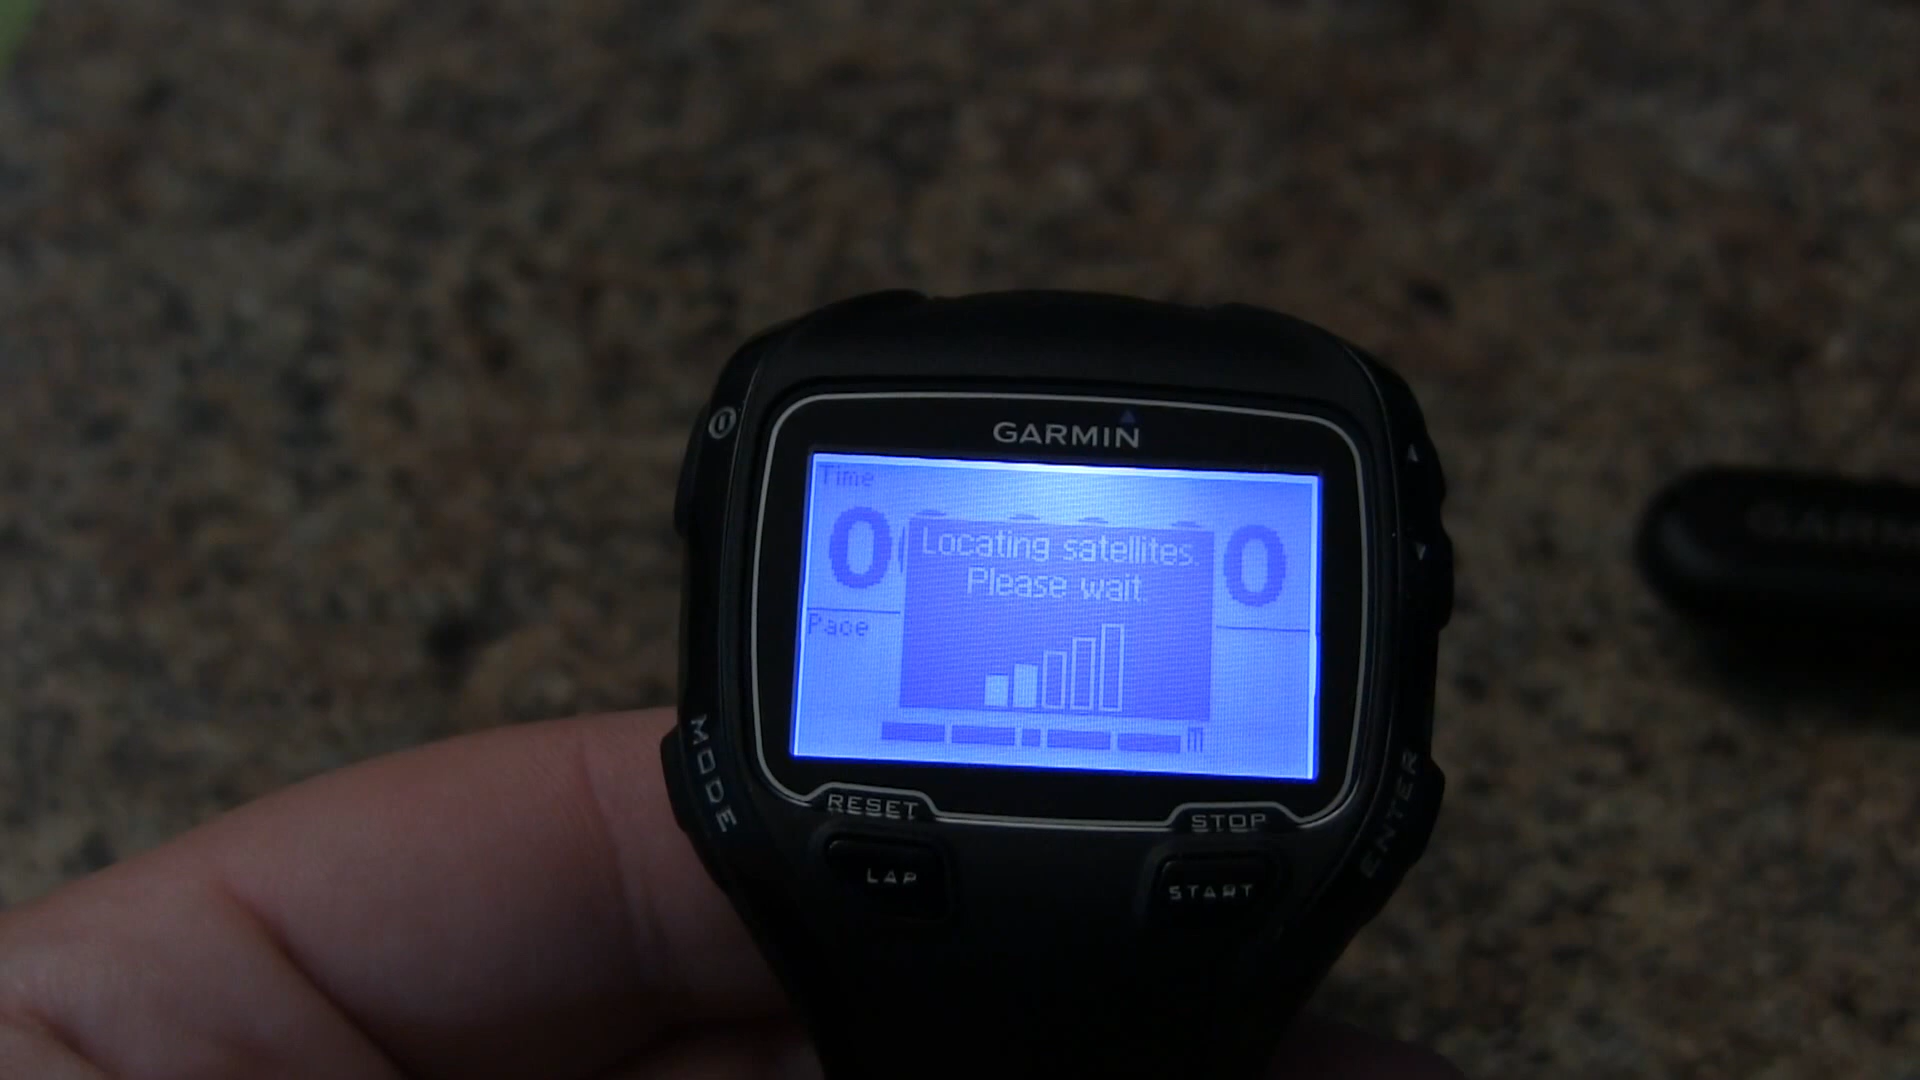 GARMIN
Time
0
0
Locating satellites.
Please wait.
Pace
MODE
RESET
STOP
ENTER
LAP
START